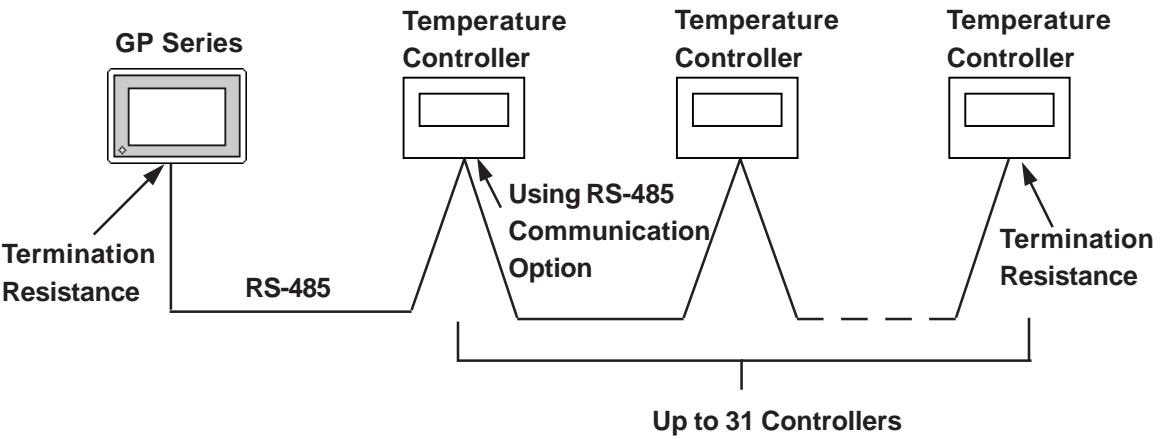 GP Series
Temperature
Controller
Temperature
Controller
Temperature
Controller
Termination
Resistance
RS-485
Using RS-485
Communication
Option
Termination
Resistance
Up to 31 Controllers